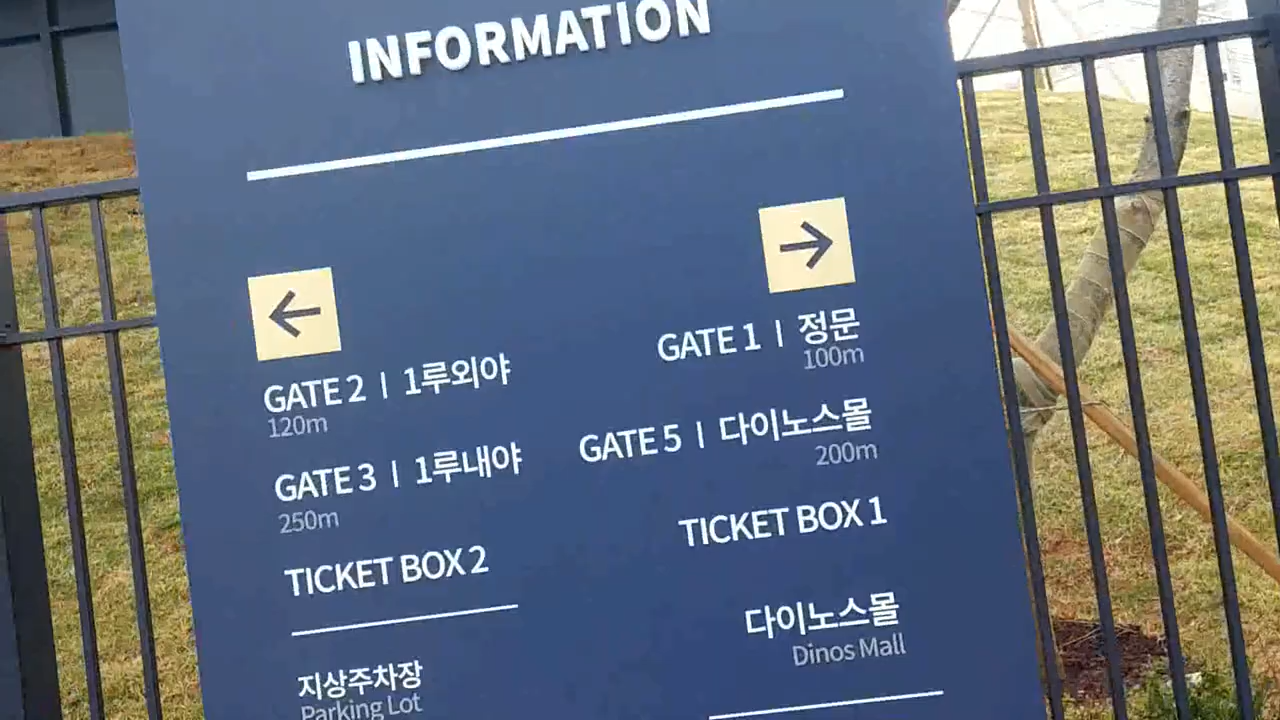 INFORMATION
←
GATE 2 | 1루외야
120m
GATE 3 | 1루내야
250m
TICKET BOX 2
지상주차장
Parking Lot
→
GATE 1 | 정문
100m
GATE 5 | 다이노스몰
200m
TICKET BOX 1
다이노스몰
Dinos Mall